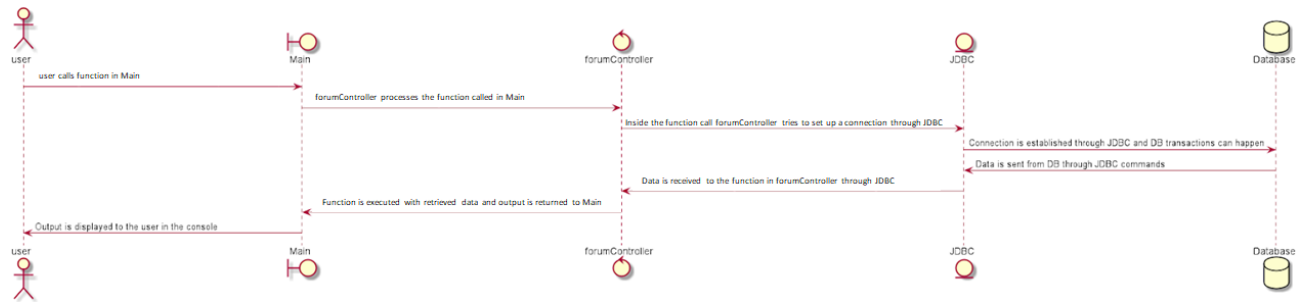 user
Main
forumController
JDBC
Database
user calls function in Main
forumController processes the function called in Main
Inside the function call forumController tries to set up a connection through JDBC
Connection is established through JDBC and DB transactions can happen
Data is sent from DB through JDBC commands
Data is received to the function in forumController through JDBC
Function is executed with retrieved data and output is returned to Main
Output is displayed to the user in the console
user
Main
forumController
JDBC
Database